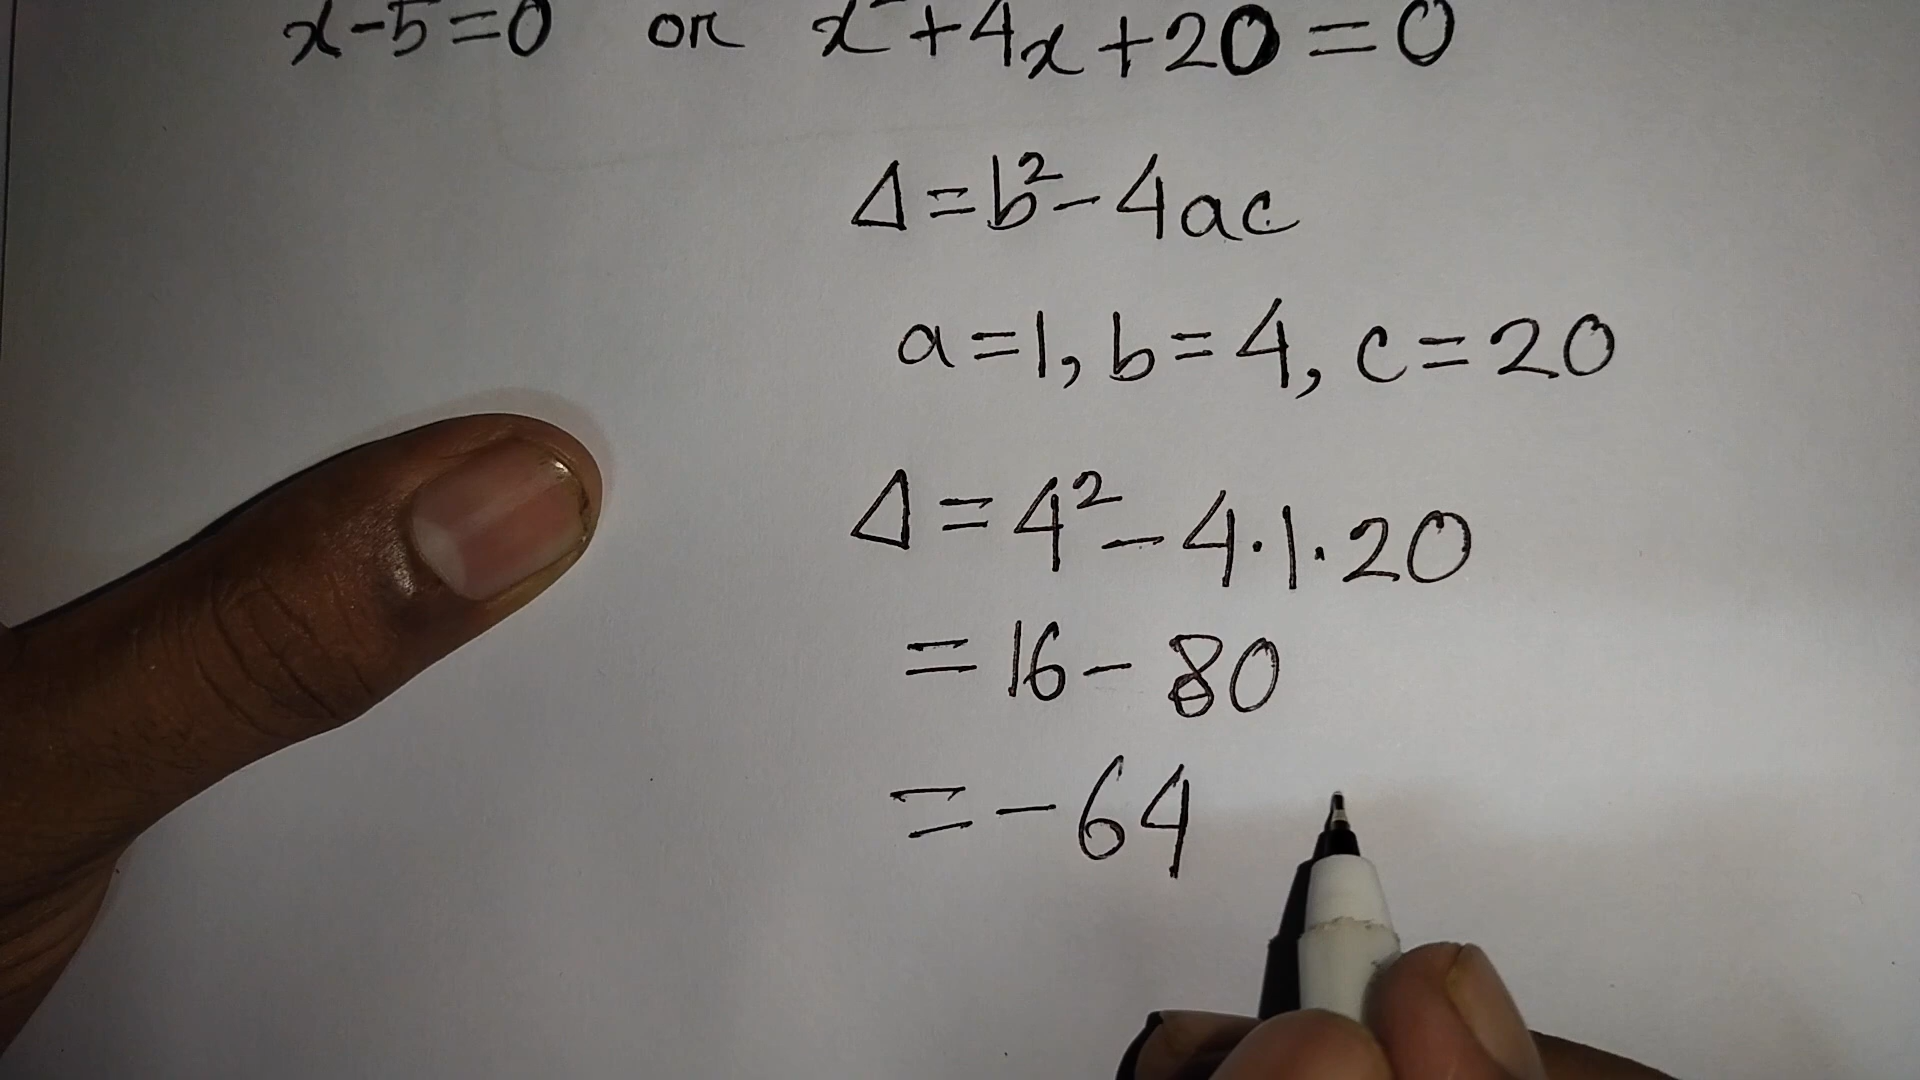 x-5=0 or x²+4x+20=0
Δ=b²-4ac
a=1, b=4, c=20
Δ=4²-4·1·20
=16-80
=-64